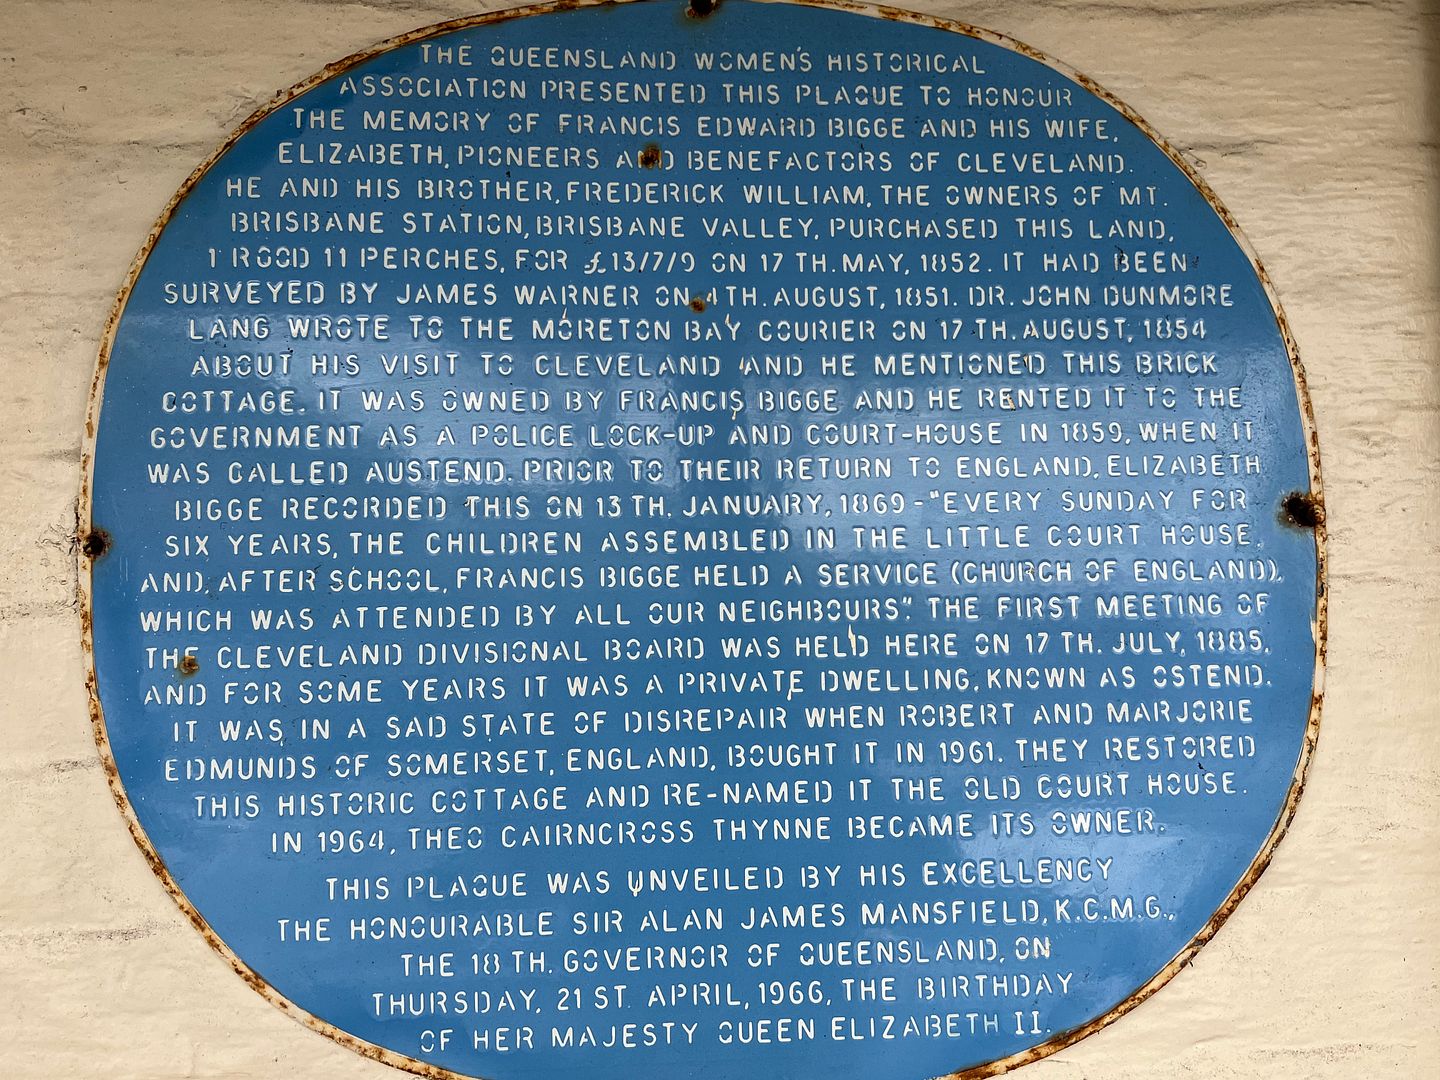 THE QUEENSLAND WOMEN'S HISTORICAL
ASSOCIATION PRESENTED THIS PLAQUE TO HONOUR
THE MEMORY OF FRANCIS EDWARD BIGGE AND HIS WIFE,
ELIZABETH, PIONEERS AND BENEFACTORS OF CLEVELAND.
HE AND HIS BROTHER, FREDERICK WILLIAM, THE OWNERS OF MT.
BRISBANE STATION, BRISBANE VALLEY, PURCHASED THIS LAND,
1 ROOD 11 PERCHES, FOR £13/7/9 ON 17 TH. MAY, 1852. IT HAD BEEN
SURVEYED BY JAMES WARNER ON 4TH. AUGUST, 1851. DR. JOHN DUNMORE
LANG WROTE TO THE MORETON BAY COURIER ON 17 TH. AUGUST, 1854
ABOUT HIS VISIT TO CLEVELAND AND HE MENTIONED THIS BRICK
COTTAGE. IT WAS OWNED BY FRANCIS BIGGE AND HE RENTED IT TO THE
GOVERNMENT AS A POLICE LOCK-UP AND COURT-HOUSE IN 1859, WHEN IT
WAS CALLED AUSTEND. PRIOR TO THEIR RETURN TO ENGLAND, ELIZABETH
BIGGE RECORDED THIS ON 13 TH. JANUARY, 1869 - "EVERY SUNDAY FOR
SIX YEARS, THE CHILDREN ASSEMBLED IN THE LITTLE COURT HOUSE,
AND, AFTER SCHOOL, FRANCIS BIGGE HELD A SERVICE (CHURCH OF ENGLAND),
WHICH WAS ATTENDED BY ALL OUR NEIGHBOURS". THE FIRST MEETING OF
THE CLEVELAND DIVISIONAL BOARD WAS HELD HERE ON 17 TH. JULY, 1885,
AND FOR SOME YEARS IT WAS A PRIVATE DWELLING, KNOWN AS OSTEND.
IT WAS IN A SAD STATE OF DISREPAIR WHEN ROBERT AND MARJORIE
EDMUNDS OF SOMERSET, ENGLAND, BOUGHT IT IN 1961. THEY RESTORED
THIS HISTORIC COTTAGE AND RE-NAMED IT THE OLD COURT HOUSE.
IN 1964, THEO CAIRNCROSS THYNNE BECAME ITS OWNER.
THIS PLAQUE WAS UNVEILED BY HIS EXCELLENCY
THE HONOURABLE SIR ALAN JAMES MANSFIELD, K.C.M.G.,
THE 18 TH. GOVERNOR OF QUEENSLAND, ON
THURSDAY, 21 ST. APRIL, 1966, THE BIRTHDAY
OF HER MAJESTY QUEEN ELIZABETH II.